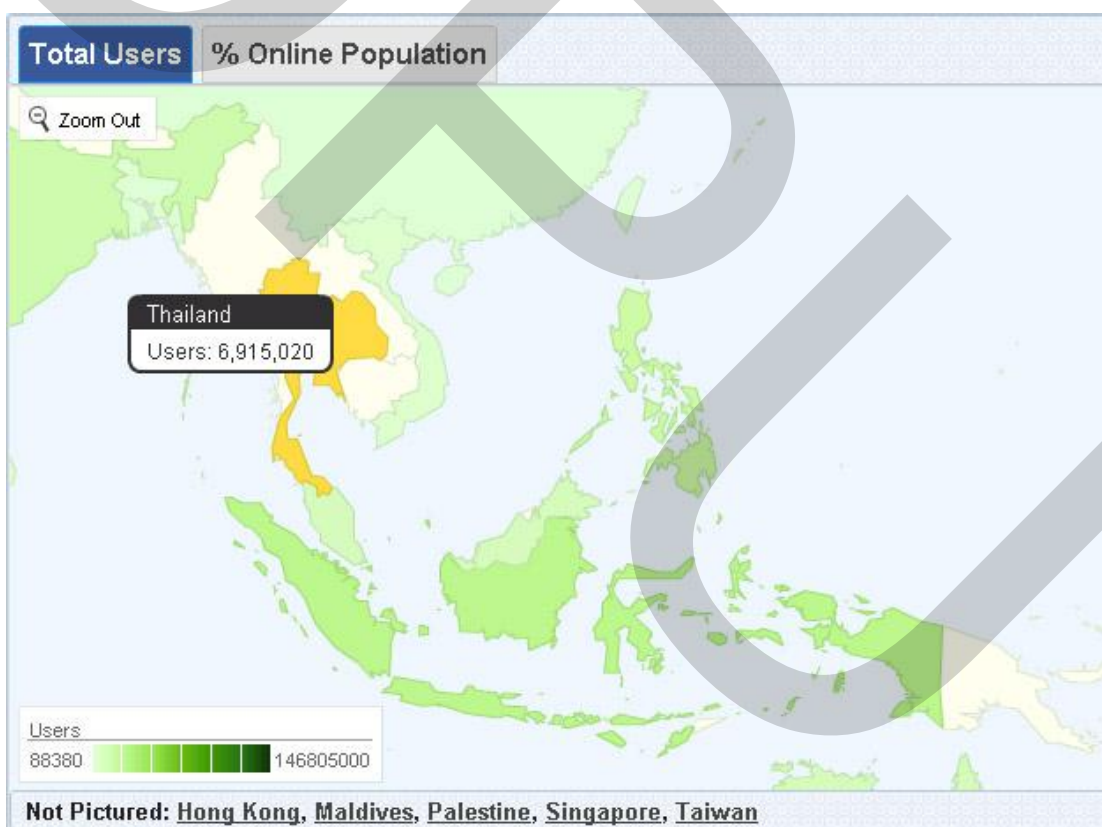 Total Users % Online Population
Zoom Out
Thailand
Users: 6,915,020
Users
88380 146805000
Not Pictured: Hong Kong, Maldives, Palestine, Singapore, Taiwan